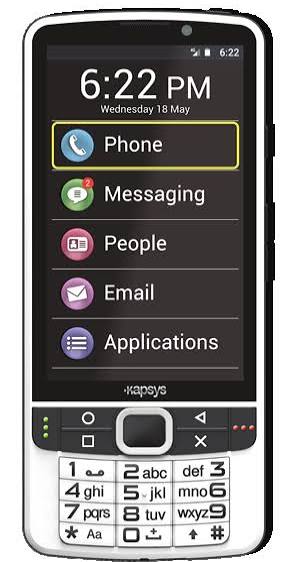 6:22
6:22 PM
Wednesday 18 May
Phone
2
Messaging
People
Email
Applications
kapsys
1 2 abc def 3
4 ghi 5 jkl mno 6
7 pqrs 8 tuv wxyz 9
* Aa 0 #